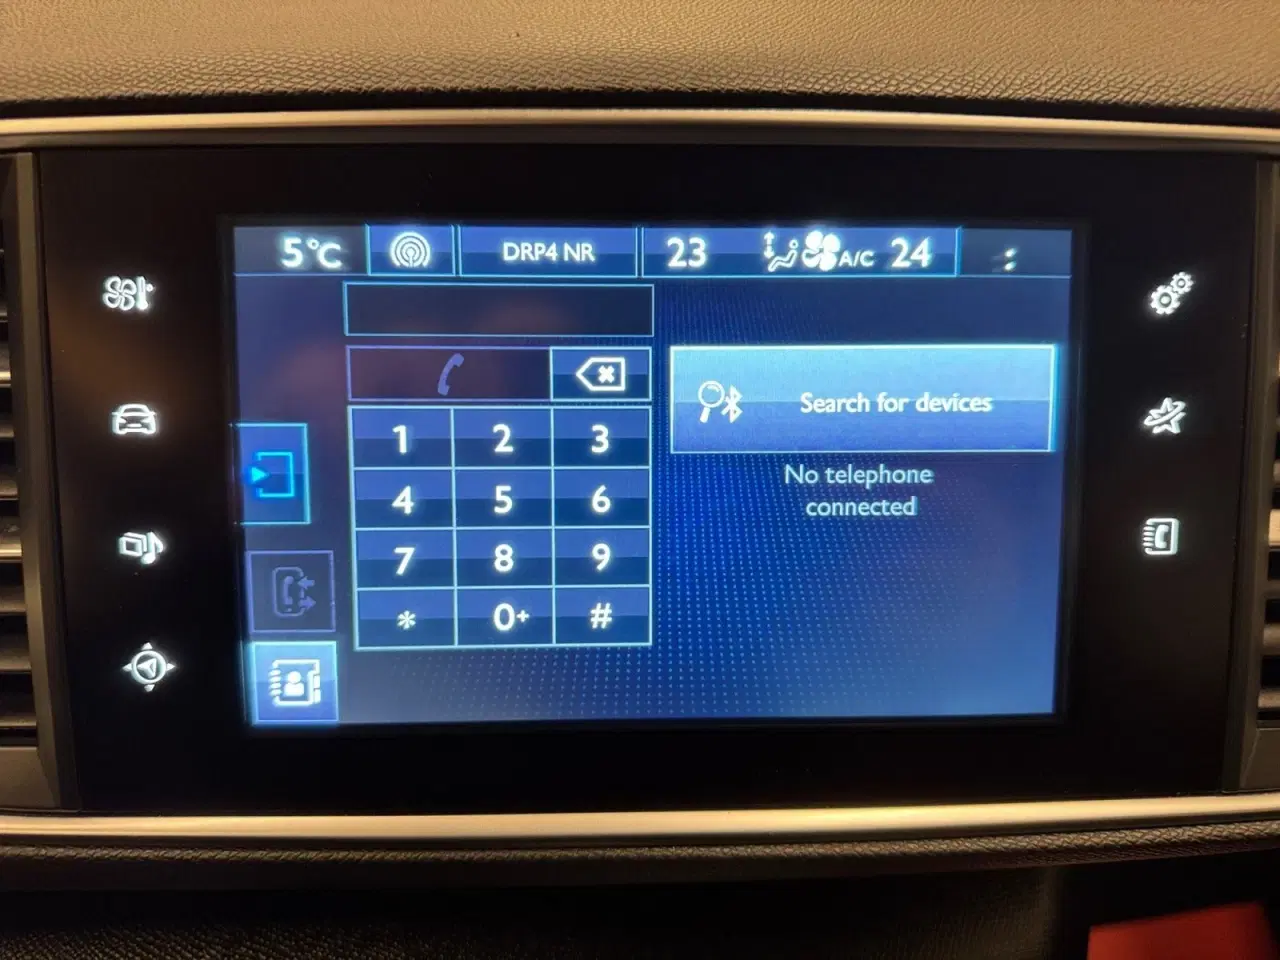 5°C
DRP4 NR
23
A/C
24
:
Search for devices
No telephone
connected
1 2 3
4 5 6
7 8 9
* 0+ #